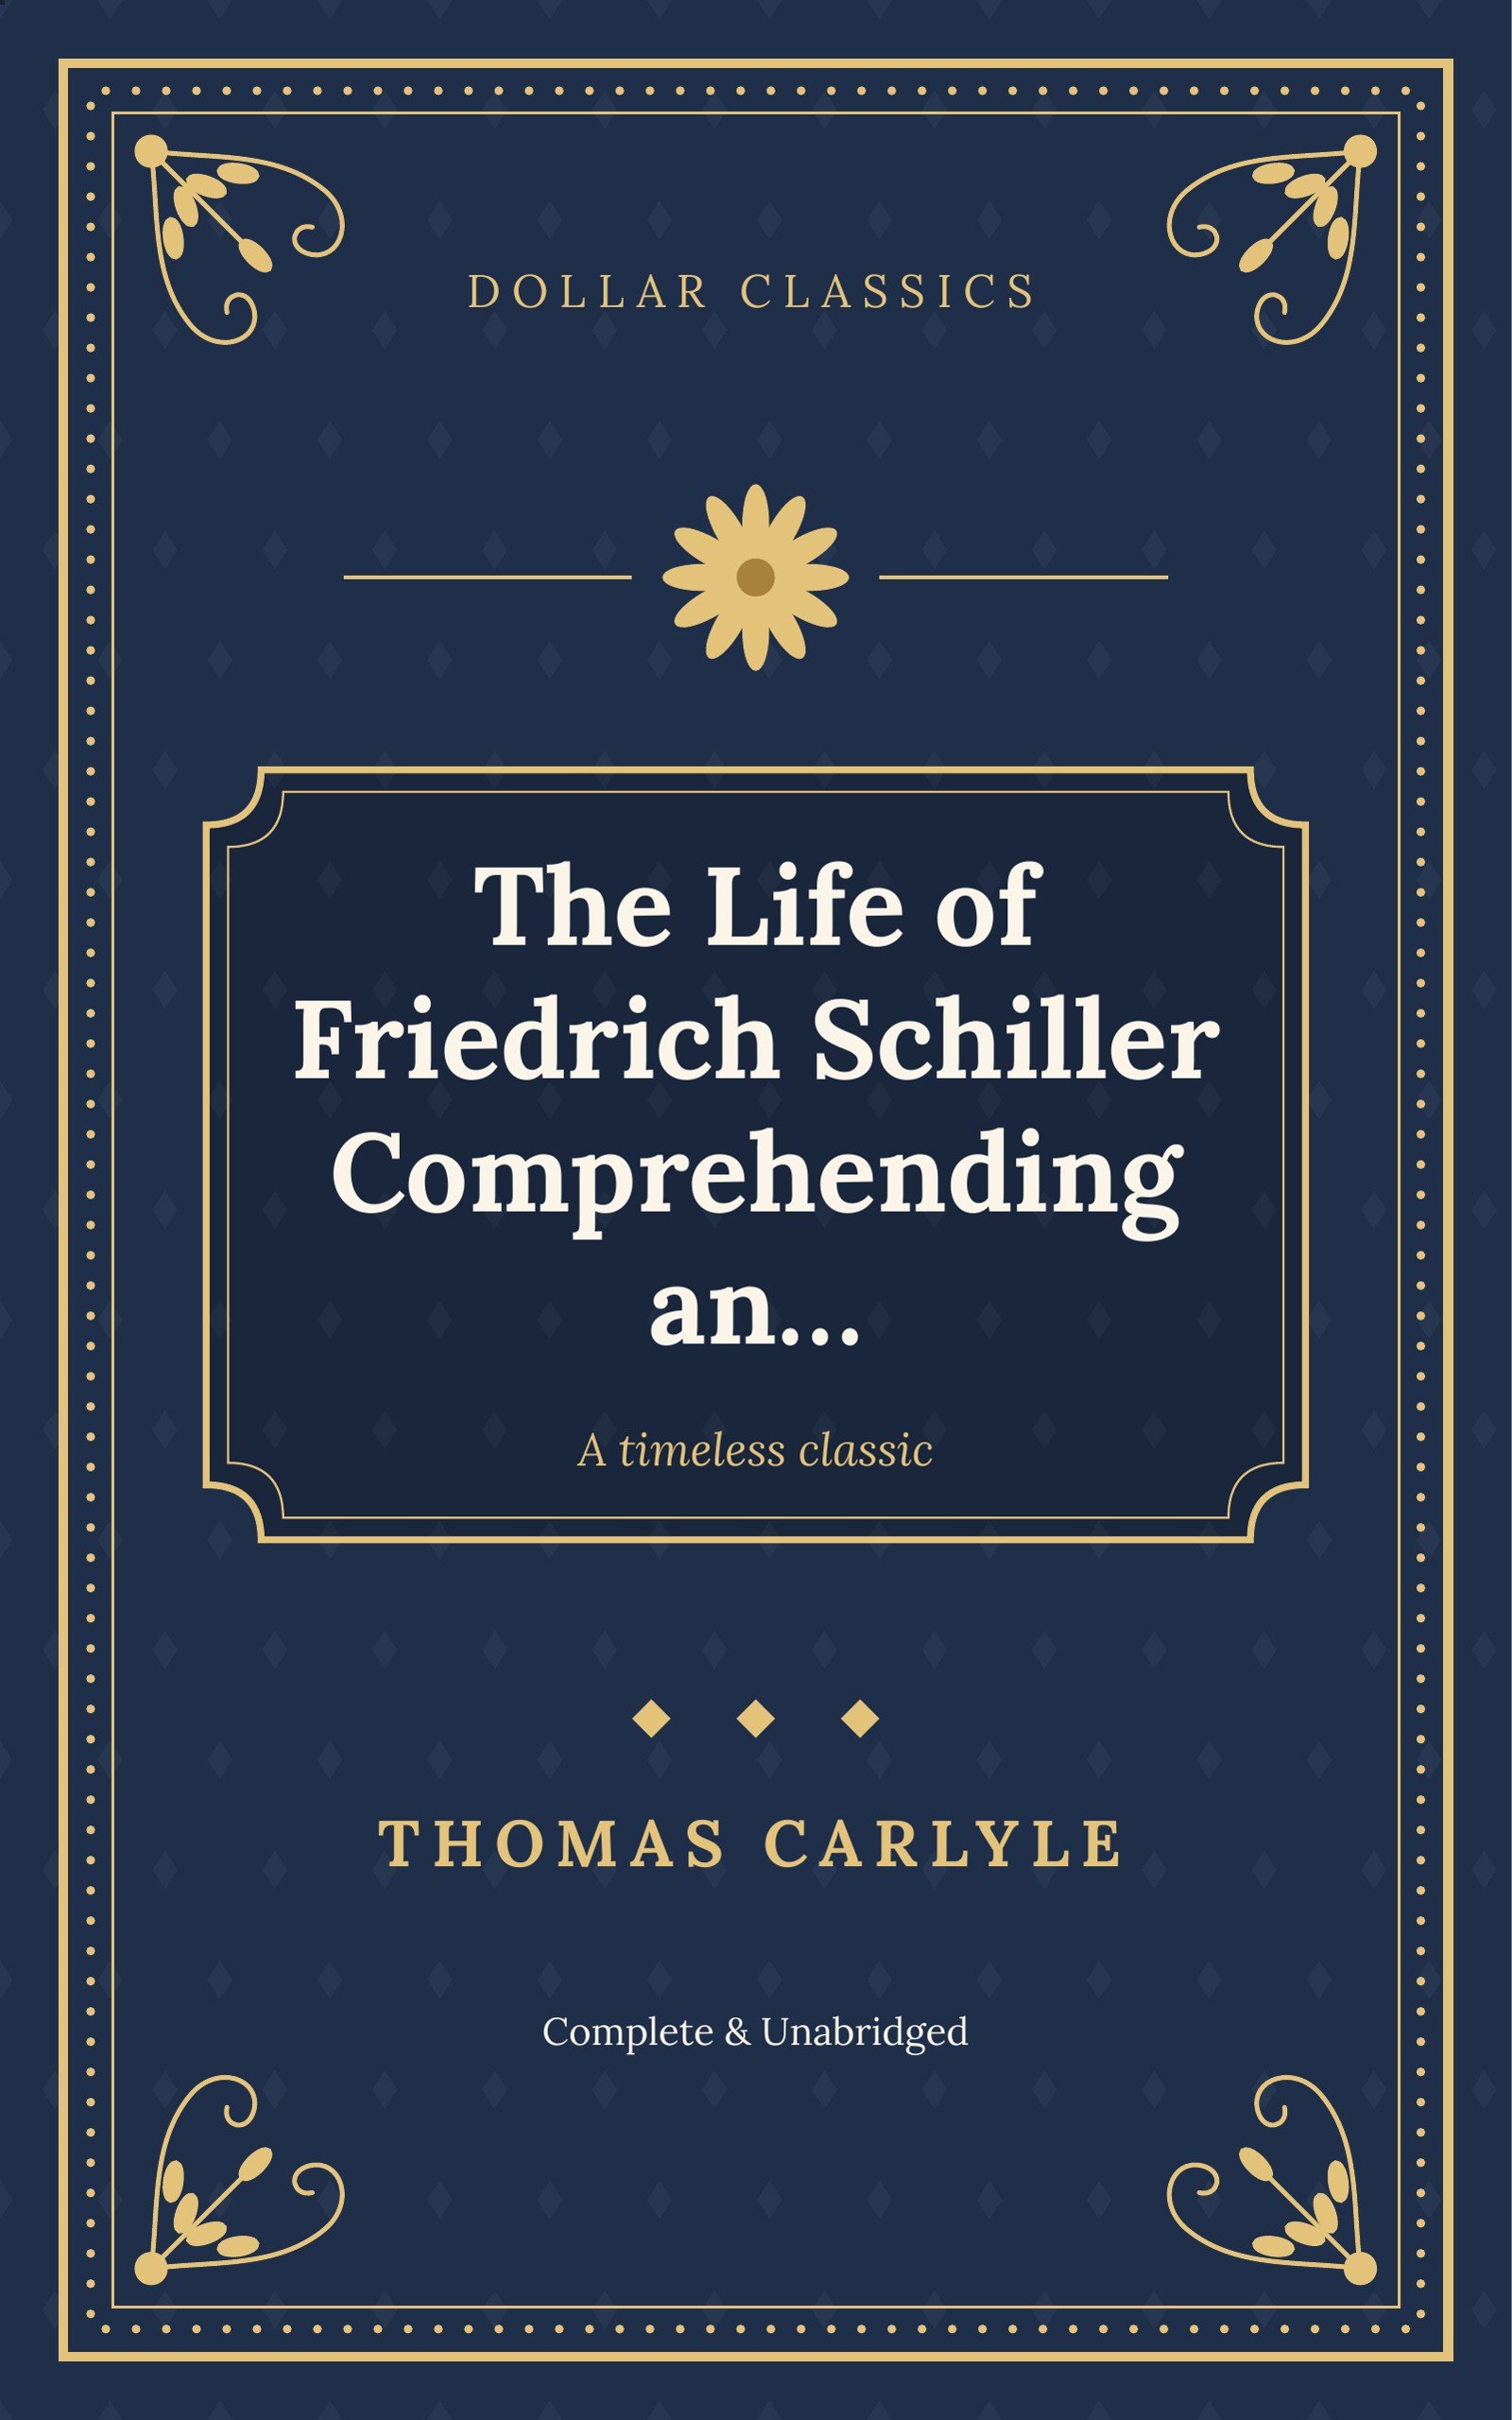 DOLLAR CLASSICS
The Life of
Friedrich Schiller
Comprehending
an...
A timeless classic
THOMAS CARLYLE
Complete & Unabridged